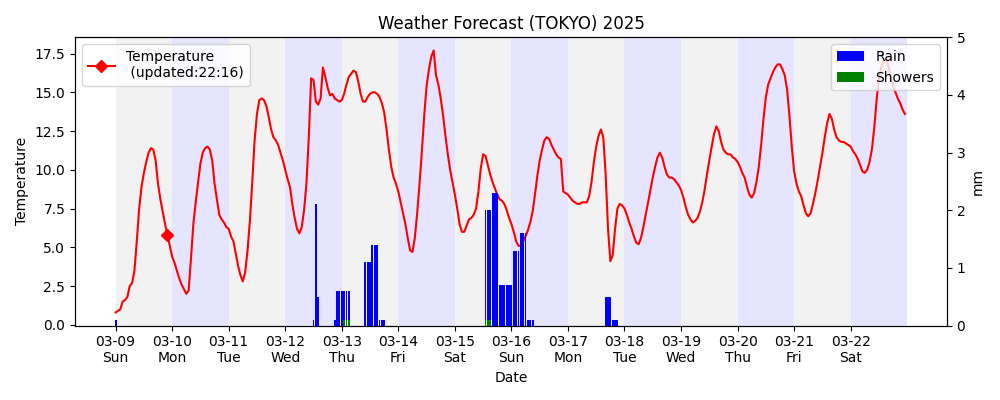 Weather Forecast (TOKYO) 2025
Temperature
(updated:22:16)
Rain
Showers
17.5
15.0
12.5
10.0
7.5
5.0
2.5
0.0
Temperature
5
4
3
2
1
0
mm
03-09 03-10 03-11 03-12 03-13 03-14 03-15 03-16 03-17 03-18 03-19 03-20 03-21 03-22
Sun Mon Tue Wed Thu Fri Sat Sun Mon Tue Wed Thu Fri Sat
Date